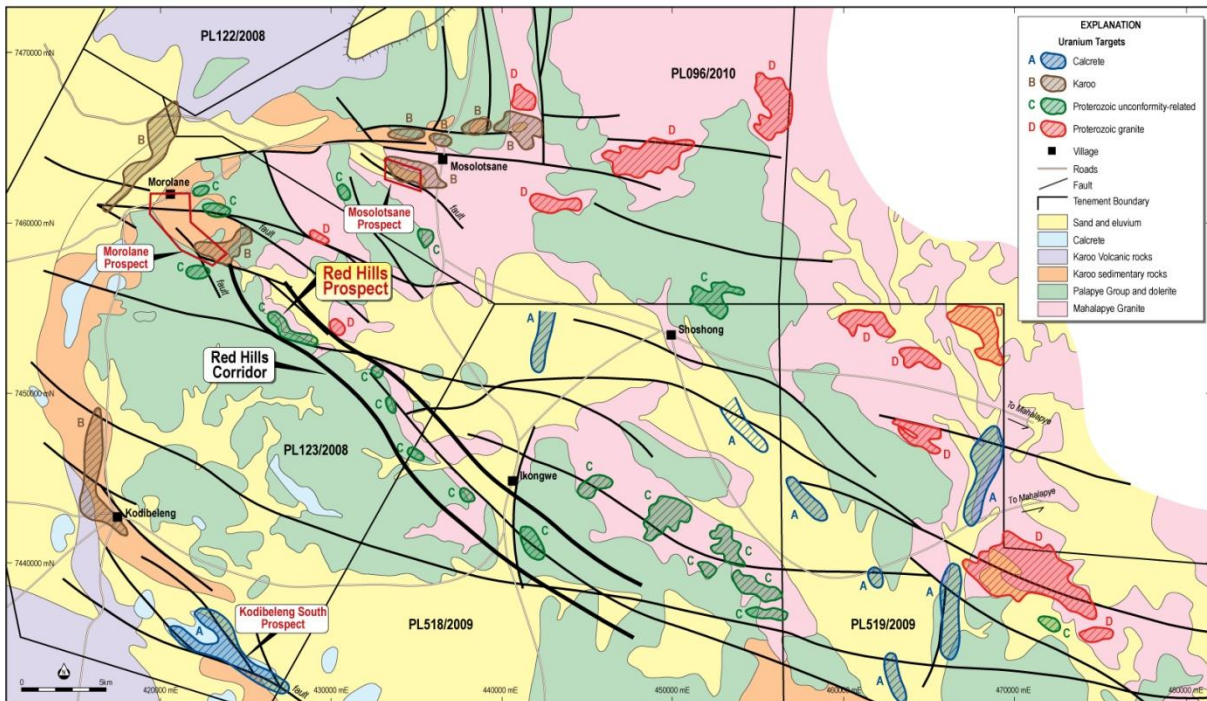 PL122/2008
7470000 mN
PL096/2010
D
D
B
B
B
B
B
D
Mosolotsane
Morolane
C
C
C
B
D
Mosolotsane
Prospect
fault
7460000 mN
fault
D
C
B
Morolane
Prospect
C
fault
Red Hills
Prospect
C
D
C
A
Shoshong
D
D
D
Red Hills
Corridor
C
C
7450000 mN
A
To Mahalapye
D
B
PL123/2008
C
C
Ikongwe
C
A
A
To Mahalapye
Kodibeleng
C
C
C
D
7440000 mN
C
C
A
A
C
C
D
Kodibeleng South
Prospect
A
PL518/2009
PL519/2009
A
fault
N
0
5km
420000 mE
430000 mE
440000 mE
450000 mE
460000 mE
470000 mE
480000 mE
EXPLANATION
Uranium Targets
A Calcrete
B Karoo
C Proterozoic unconformity-related
D Proterozoic granite
Village
Roads
Fault
Tenement Boundary
Sand and eluvium
Calcrete
Karoo Volcanic rocks
Karoo sedimentary rocks
Palapye Group and dolerite
Mahalapye Granite